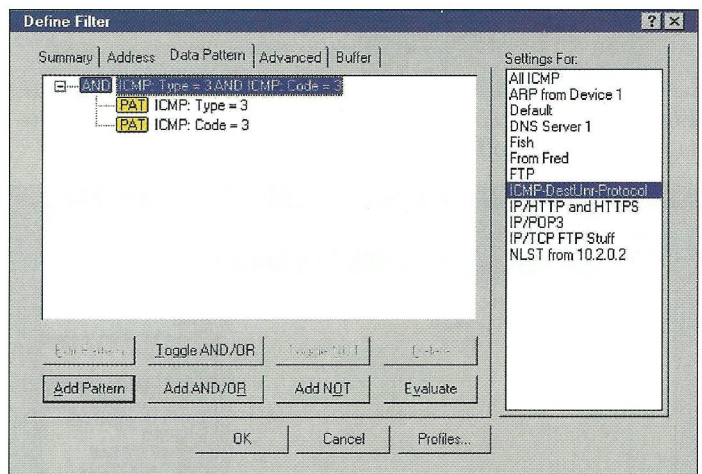 Define Filter
Summary Address Data Pattern Advanced Buffer
AND ICMP: Type = 3 AND ICMP: Code = 3
PAT ICMP: Type = 3
PAT ICMP: Code = 3
Toggle AND/OR
Add Pattern Add AND/OR Add NOT Evaluate
OK Cancel Profiles...
Settings For:
All ICMP
ARP from Device 1
Default
DNS Server 1
Fish
From Fred
FTP
ICMP-DestUnr-Protocol
IP/HTTP and HTTPS
IP/POP3
IP/TCP FTP Stuff
NLST from 10.2.0.2